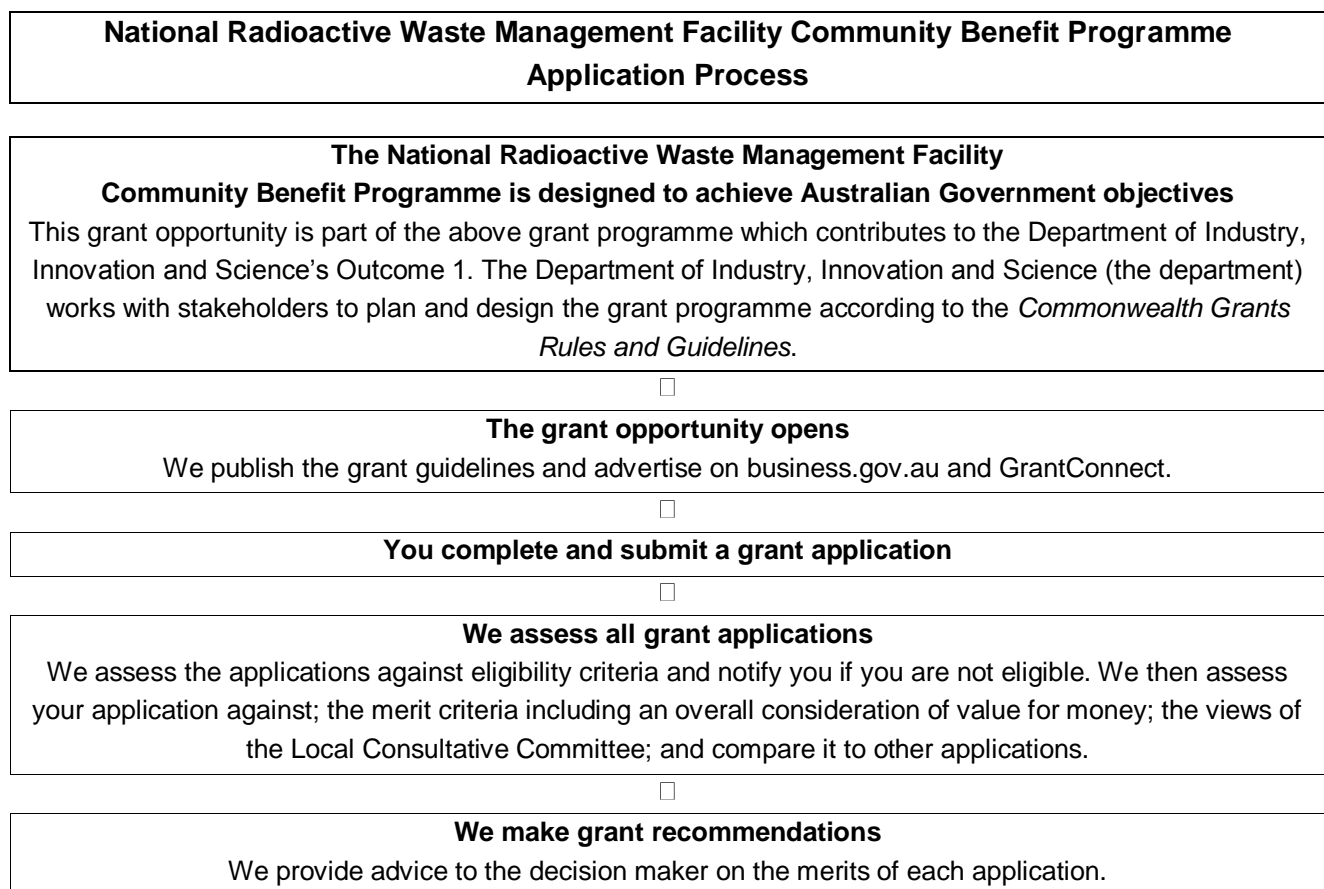 National Radioactive Waste Management Facility Community Benefit Programme
Application Process
The National Radioactive Waste Management Facility
Community Benefit Programme is designed to achieve Australian Government objectives
This grant opportunity is part of the above grant programme which contributes to the Department of Industry,
Innovation and Science’s Outcome 1. The Department of Industry, Innovation and Science (the department)
works with stakeholders to plan and design the grant programme according to the Commonwealth Grants
Rules and Guidelines.
The grant opportunity opens
We publish the grant guidelines and advertise on business.gov.au and GrantConnect.
You complete and submit a grant application
We assess all grant applications
We assess the applications against eligibility criteria and notify you if you are not eligible. We then assess
your application against; the merit criteria including an overall consideration of value for money; the views of
the Local Consultative Committee; and compare it to other applications.
We make grant recommendations
We provide advice to the decision maker on the merits of each application.